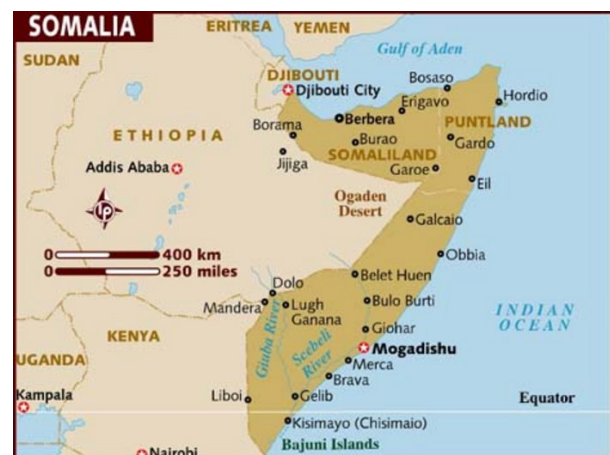 SOMALIA
ERITREA
YEMEN
SUDAN
Gulf of Aden
DJIBOUTI
Djibouti City
Bosaso
Hordio
Erigavo
Berbera
PUNTLAND
ETHIOPIA
Borama
Burao
Gardo
SOMALILAND
Addis Ababa
Jijiga
Garoe
Eil
Ogaden
Desert
LP
Galcaio
0 400 km
0 250 miles
Obbia
Belet Huen
Dolo
Mandera
Lugh
Ganana
Bulo Burti
INDIAN
OCEAN
KENYA
Giuba River
Scebeli
River
Giohar
Mogadishu
UGANDA
Merca
Brava
Kampala
Liboi
Gelib
Equator
Kisimayo (Chisimaio)
Nairobi
Bajuni Islands